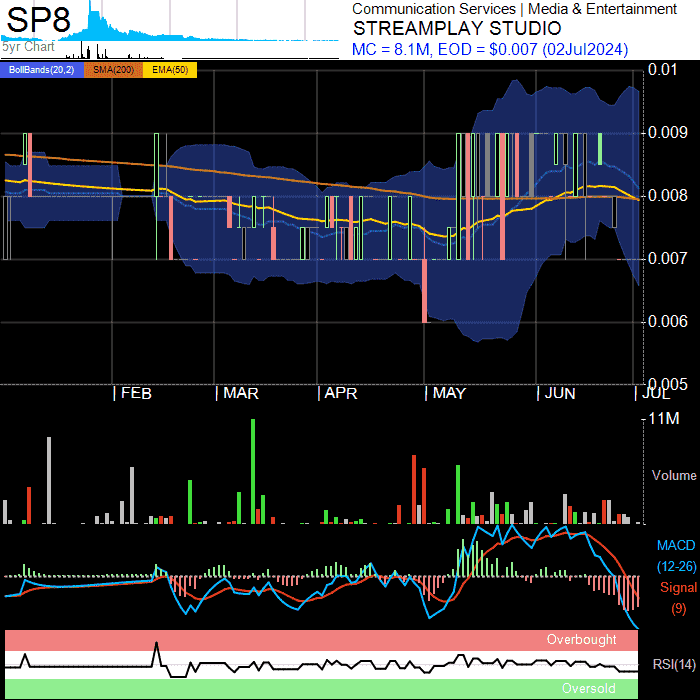 SP8
Communication Services | Media & Entertainment
STREAMPLAY STUDIO
5yr Chart
MC = 8.1M, EOD = $0.007 (02Jul2024)
BollBands(20,2) SMA(200) EMA(50)
0.01
0.009
0.008
0.007
0.006
0.005
FEB MAR APR MAY JUN JUL
11M
Volume
MACD
(12-26)
Signal
(9)
Overbought
RSI(14)
Oversold